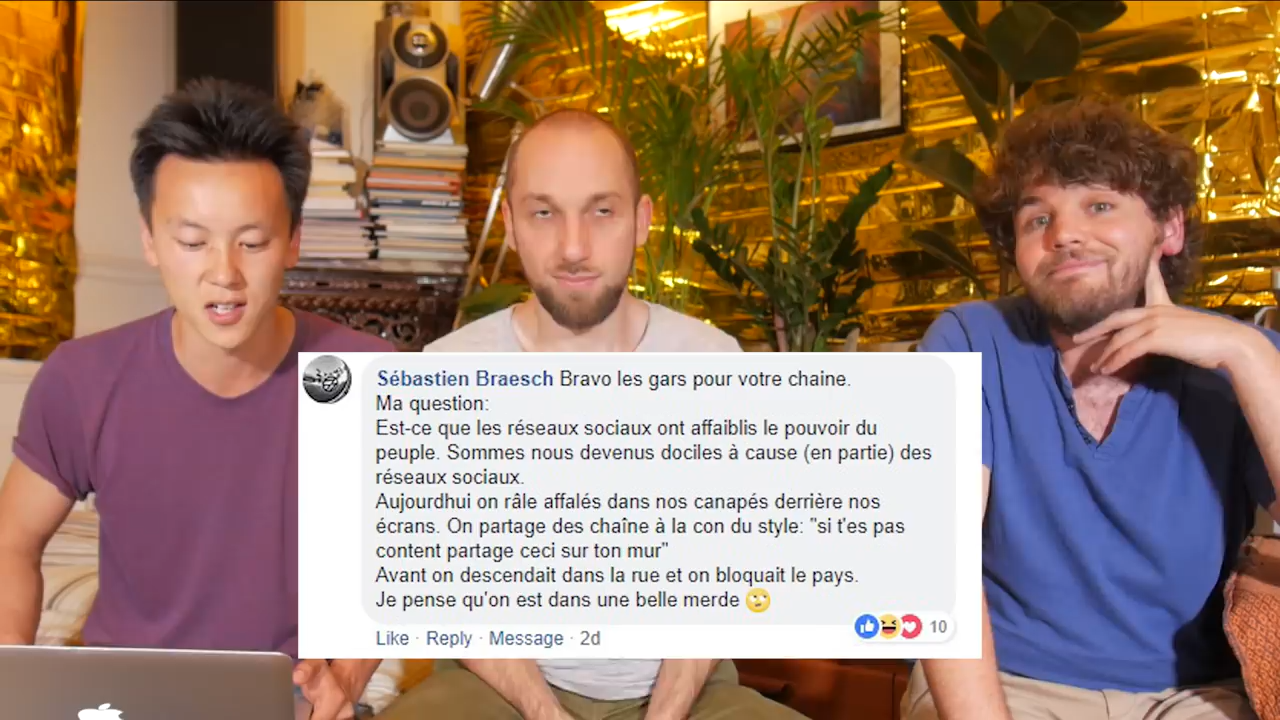 Sébastien Braesch Bravo les gars pour votre chaine.
Ma question:
Est-ce que les réseaux sociaux ont affaiblis le pouvoir du
peuple. Sommes nous devenus dociles à cause (en partie) des
réseaux sociaux.
Aujourdhui on râle affalés dans nos canapés derrière nos
écrans. On partage des chaîne à la con du style: "si t'es pas
content partage ceci sur ton mur"
Avant on descendait dans la rue et on bloquait le pays.
Je pense qu'on est dans une belle merde 🙄
10
Like · Reply · Message · 2d